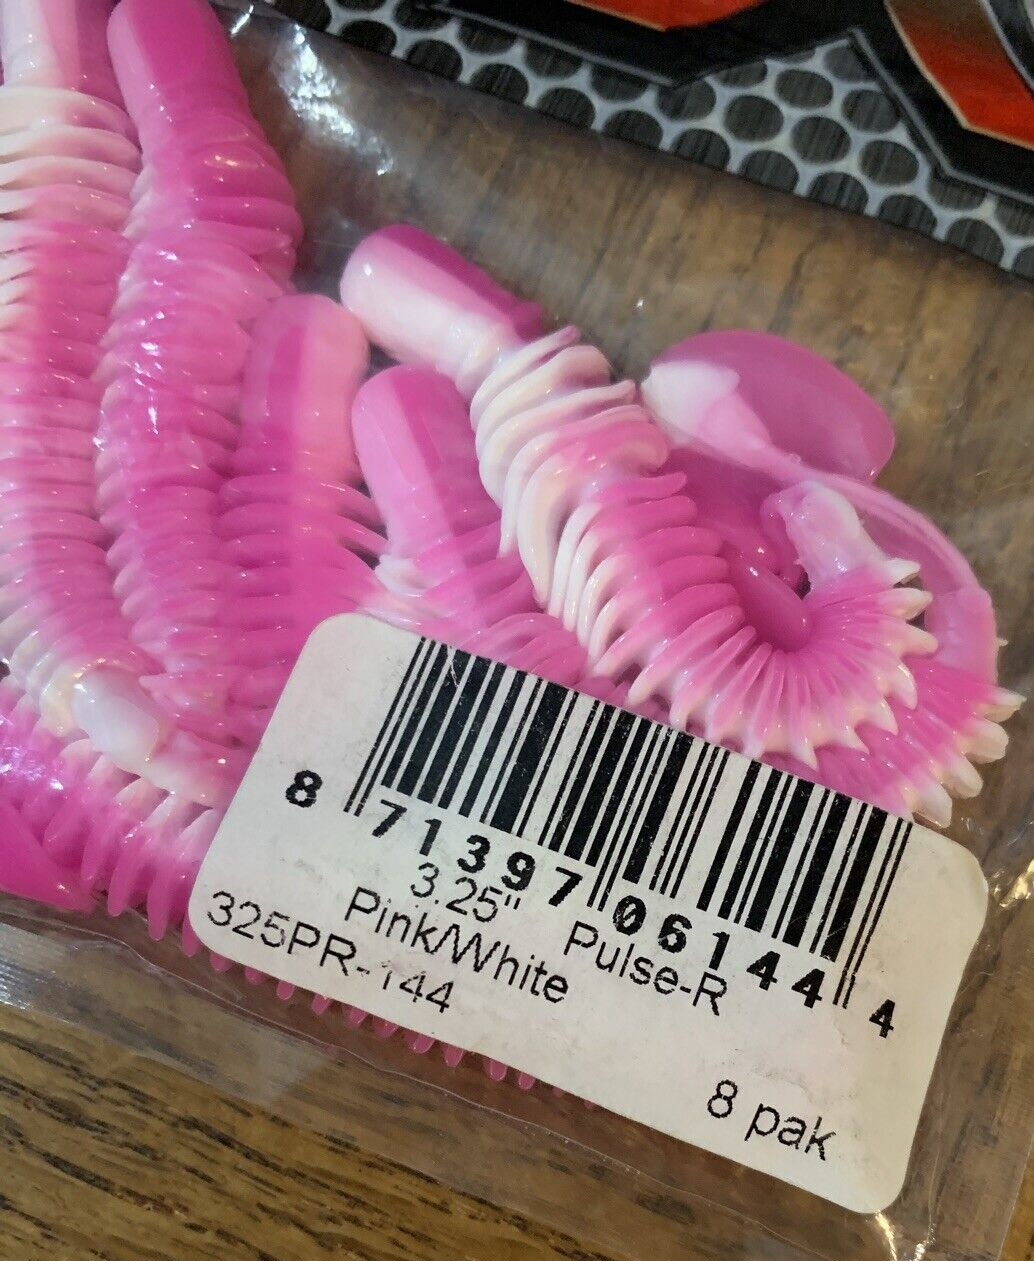 8 71397 06144 4
3.25" Pulse-R
Pink/White
325PR-144
8 pak